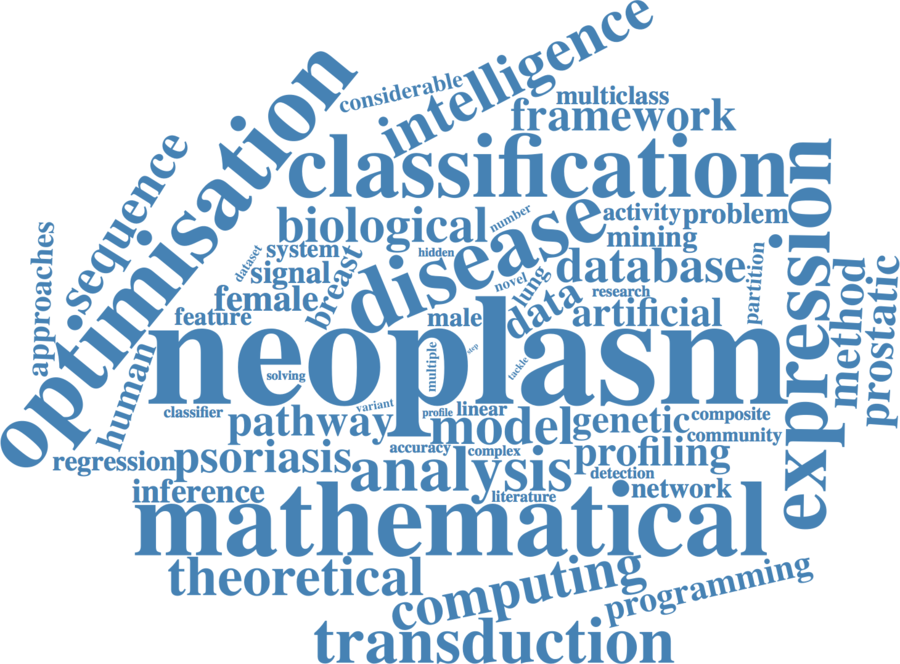 considerable
intelligence
multiclass
framework
optimisation
sequence
classification
approaches
biological
number
disease
activity
problem
expression
mining
dataset
system
hidden
signal
breast
novel
lung
database
partition
method
prostatic
female
data
research
feature
male
artificial
neoplasm
human
solving
multiple
step
tackle
classifier
variant
pathway
profile
linear
model
genetic
composite
community
regression
psoriasis
accuracy
complex
analysis
profiling
detection
inference
literature
network
mathematical
theoretical
computing
programming
transduction